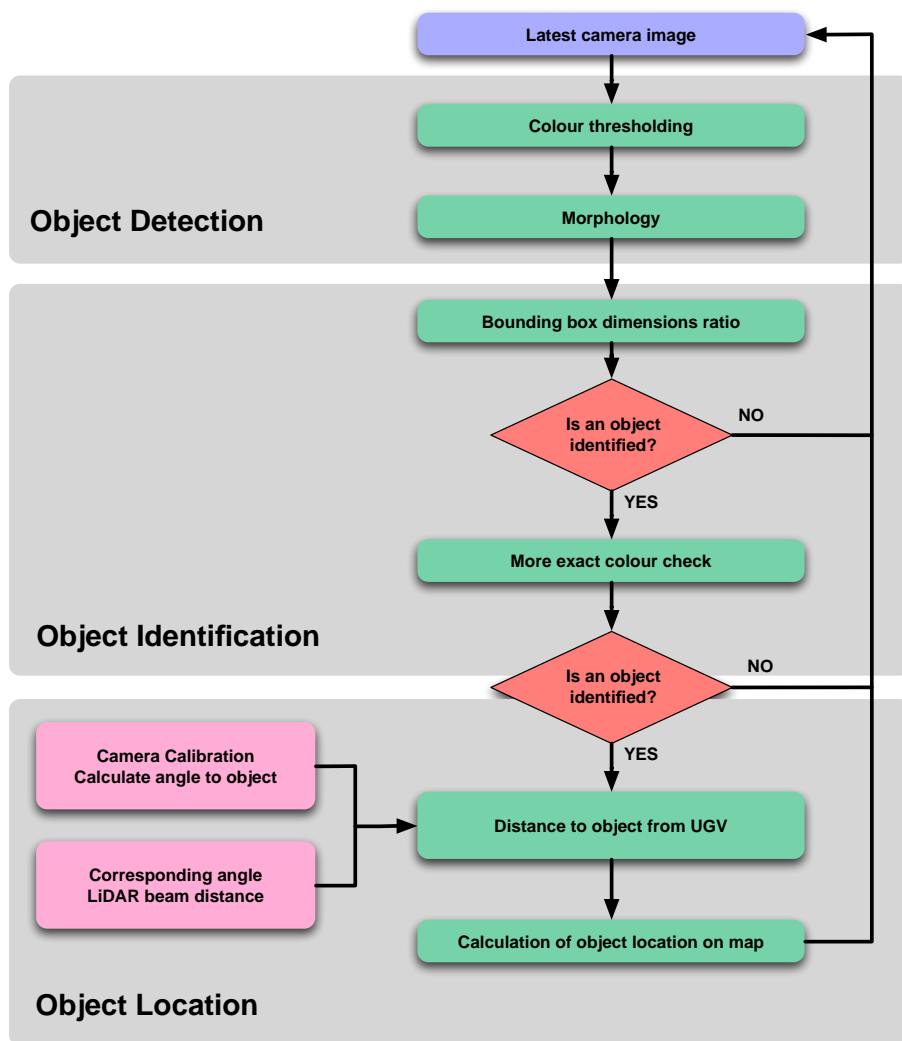 Latest camera image
Colour thresholding
Object Detection
Morphology
Bounding box dimensions ratio
Is an object
identified?
NO
YES
More exact colour check
Object Identification
Is an object
identified?
NO
YES
Camera Calibration
Calculate angle to object
Distance to object from UGV
Corresponding angle
LiDAR beam distance
Calculation of object location on map
Object Location